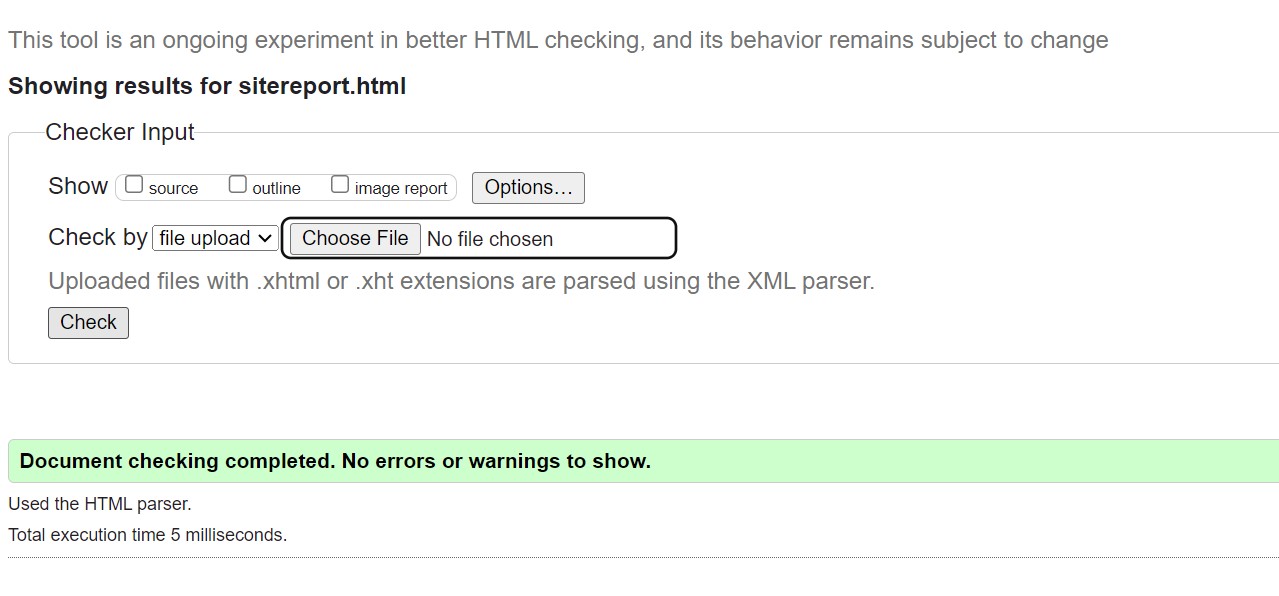 This tool is an ongoing experiment in better HTML checking, and its behavior remains subject to change
Showing results for sitereport.html
Checker Input
Show source outline image report Options…
Check by file upload Choose File No file chosen
Uploaded files with .xhtml or .xht extensions are parsed using the XML parser.
Check
Document checking completed. No errors or warnings to show.
Used the HTML parser.
Total execution time 5 milliseconds.